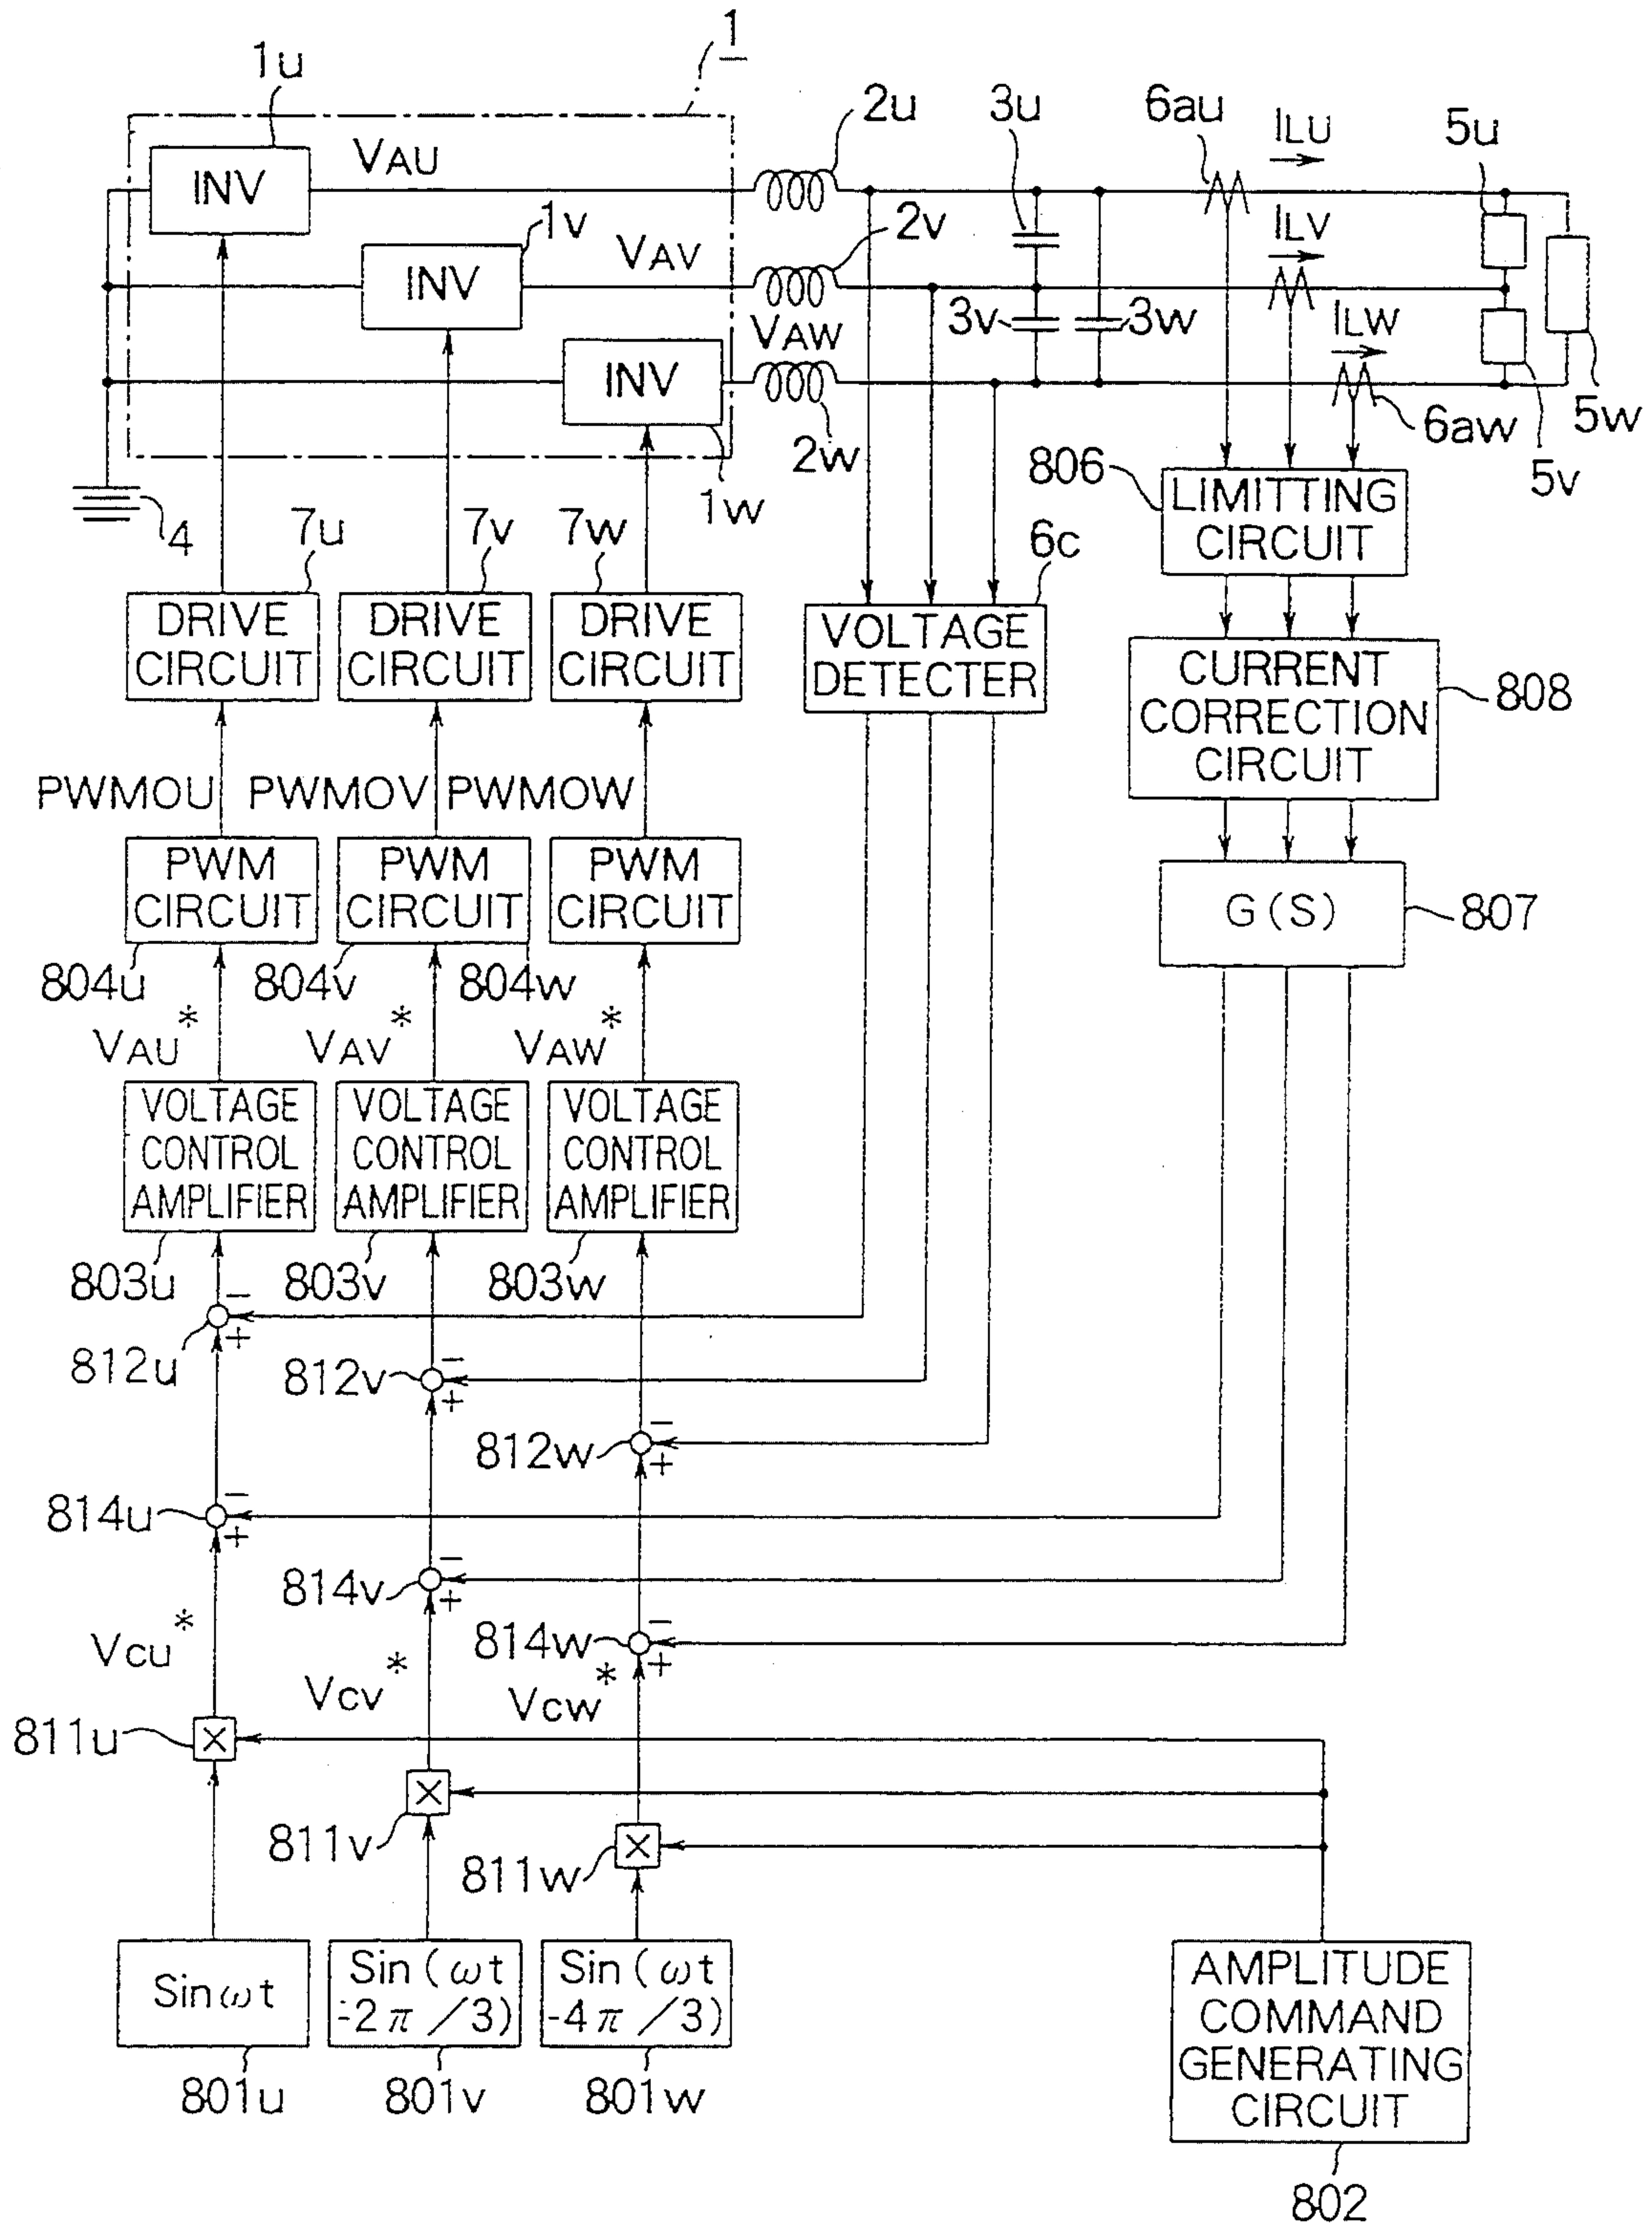 1
1u
2u
3u
6au
ILU
5u
VAU
INV
1v
2v
ILV
VAV
INV
3v
3w
ILW
VAW
INV
6aw
5w
2w
806
5v
1w
LIMITTING
CIRCUIT
4
7u
7v
7w
6c
DRIVE
CIRCUIT
DRIVE
CIRCUIT
DRIVE
CIRCUIT
VOLTAGE
DETECTER
CURRENT
CORRECTION
CIRCUIT
808
PWMOU
PWMOV
PWMOW
PWM
CIRCUIT
PWM
CIRCUIT
PWM
CIRCUIT
G(S)
807
804u
804v
804w
VAU*
VAV*
VAW*
VOLTAGE
CONTROL
AMPLIFIER
VOLTAGE
CONTROL
AMPLIFIER
VOLTAGE
CONTROL
AMPLIFIER
803u
803v
803w
−
+
812u
−
812v
+
−
812w
+
−
814u
+
−
814v
+
−
814w
+
Vcu*
Vcv*
Vcw*
811u
×
×
811v
×
811w
Sinωt
Sin(ωt
-2π/3)
Sin(ωt
-4π/3)
AMPLITUDE
COMMAND
GENERATING
CIRCUIT
801u
801v
801w
802